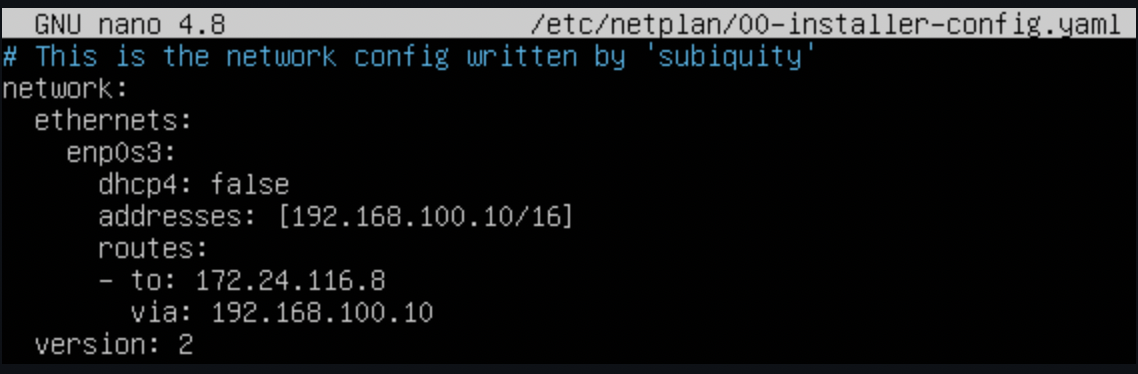 GNU nano 4.8 /etc/netplan/00-installer-config.yaml
# This is the network config written by 'subiquity'
network:
  ethernets:
    enp0s3:
      dhcp4: false
      addresses: [192.168.100.10/16]
      routes:
      - to: 172.24.116.8
        via: 192.168.100.10
  version: 2